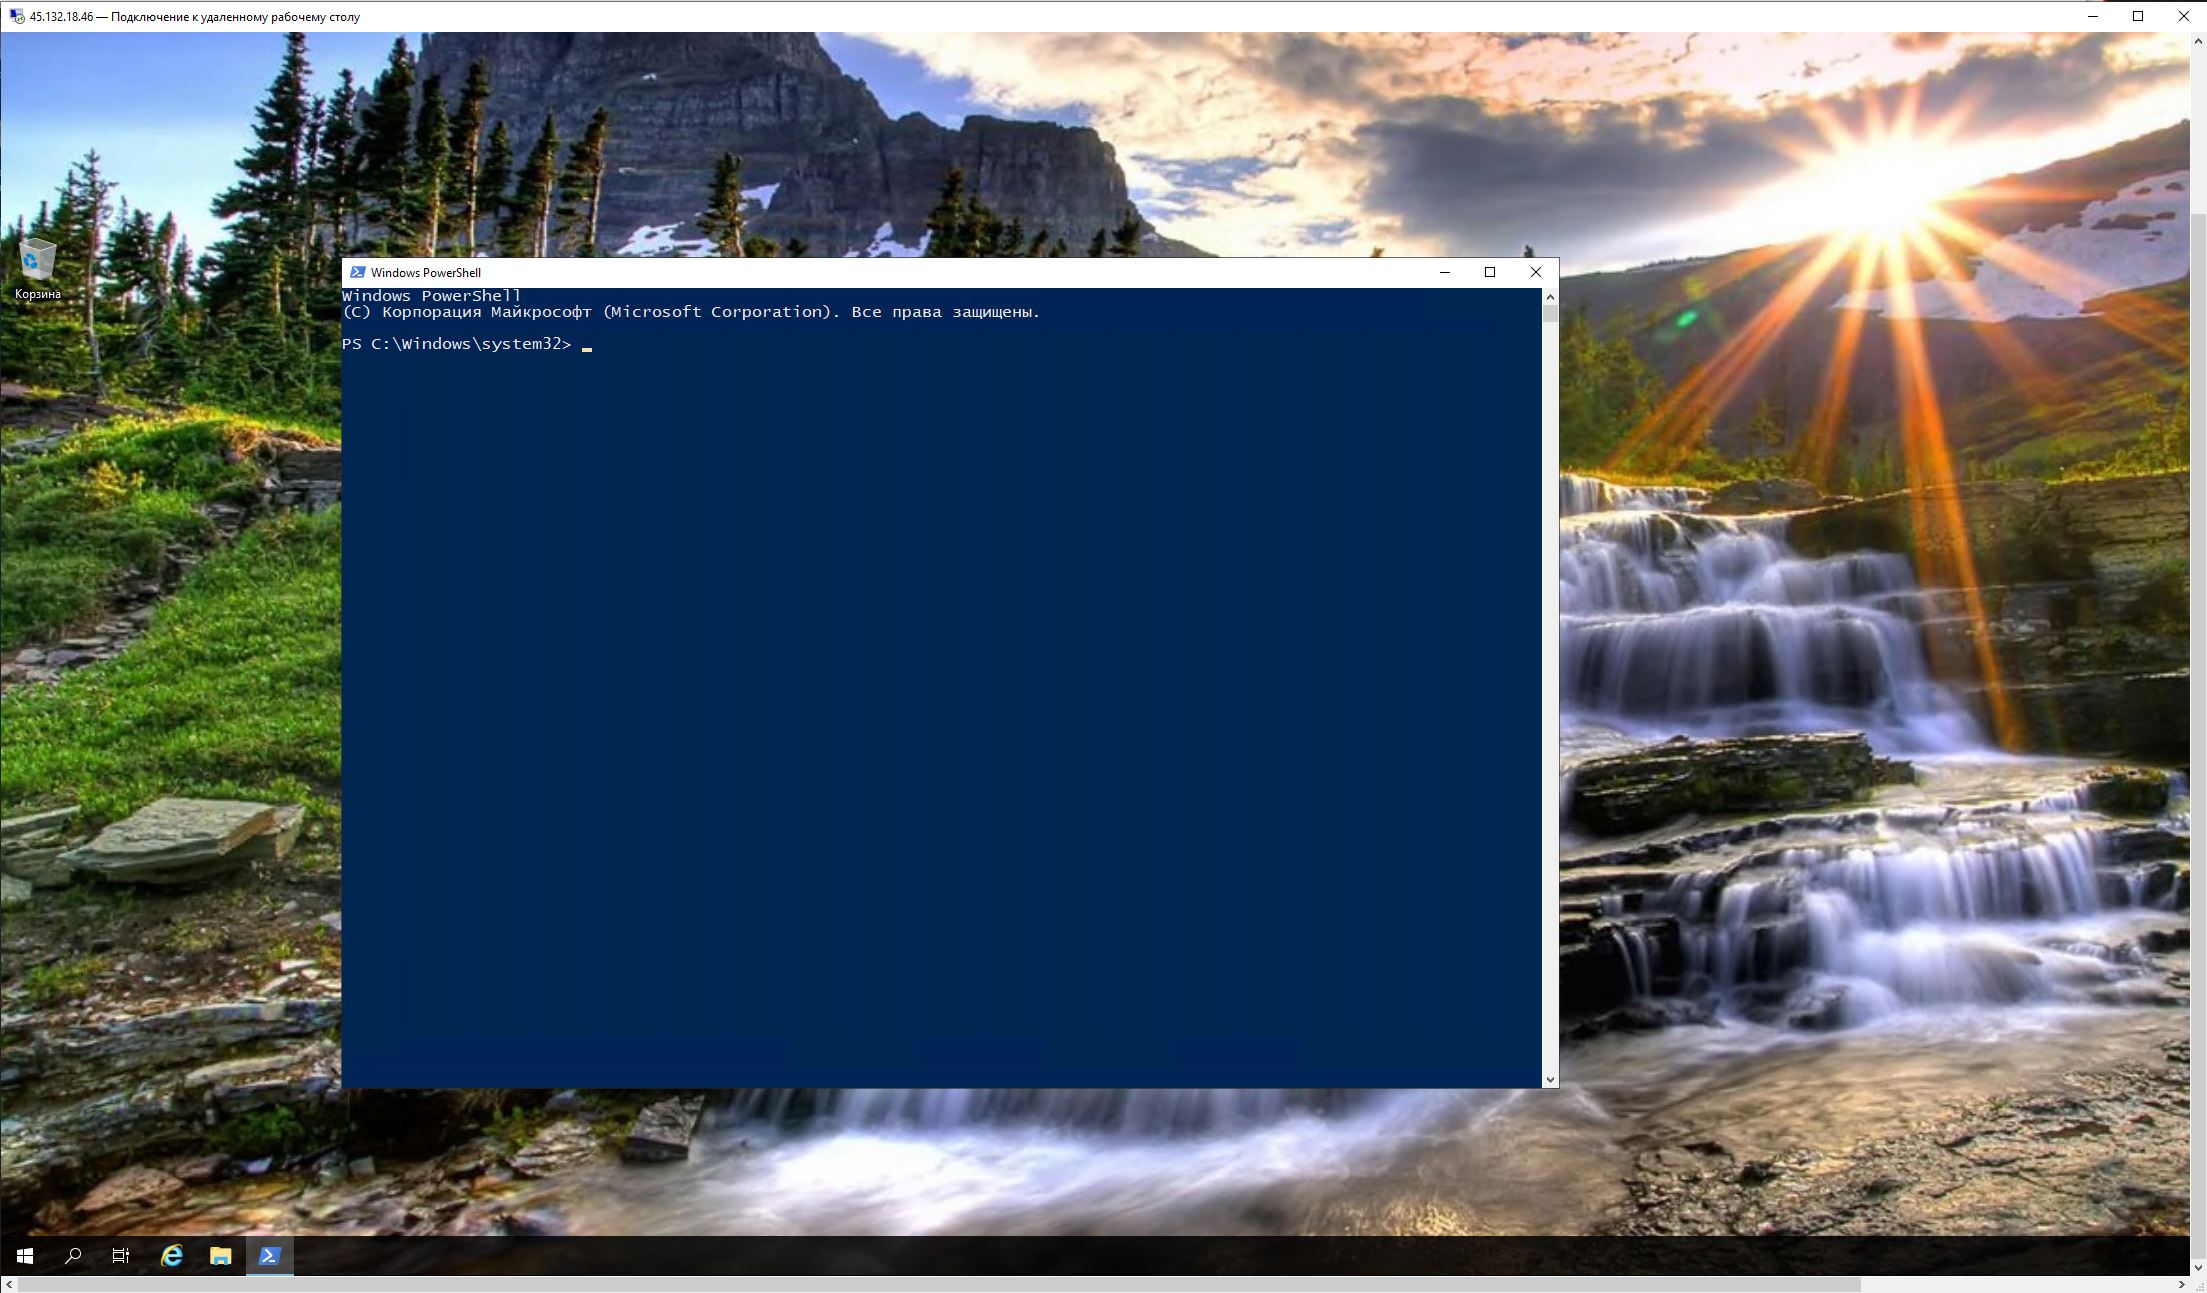 45.132.18.46 — Подключение к удаленному рабочему столу
Корзина
Windows PowerShell
Windows PowerShell
(C) Корпорация Майкрософт (Microsoft Corporation). Все права защищены.
PS C:\Windows\system32>